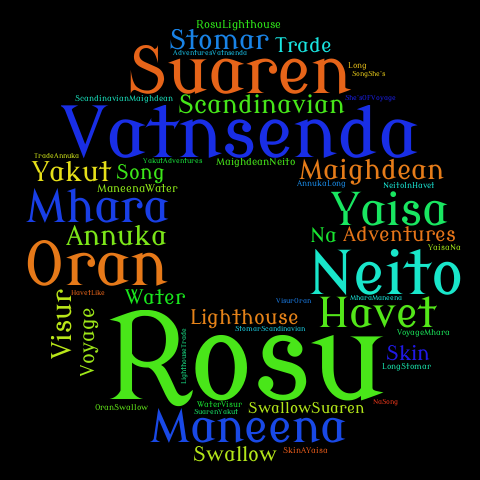 RosuLighthouse
Stomar
Trade
AdventuresVatnsenda
Suaren
Long
SongShe's
ScandinavianMaighdean
Scandinavian
Vatnsenda
TradeAnnuka
YakutAdventures
MaighdeanNeito
Yakut
Song
Maighdean
AnnukaLong
NeitoInHavet
ManeenaWater
Mhara
Yaisa
Annuka
Na
Adventures
YaisaNa
Oran
Neito
Visur
HavetLike
Water
VisurOran
MharaManeena
Havet
Voyage
Lighthouse
StomarScandinavian
VoyageMhara
LighthouseTrade
Rosu
Skin
LongStomar
OranSwallow
WaterVisur
SuarenYakut
SwallowSuaren
NaSong
Maneena
Swallow
SkinAYaisa